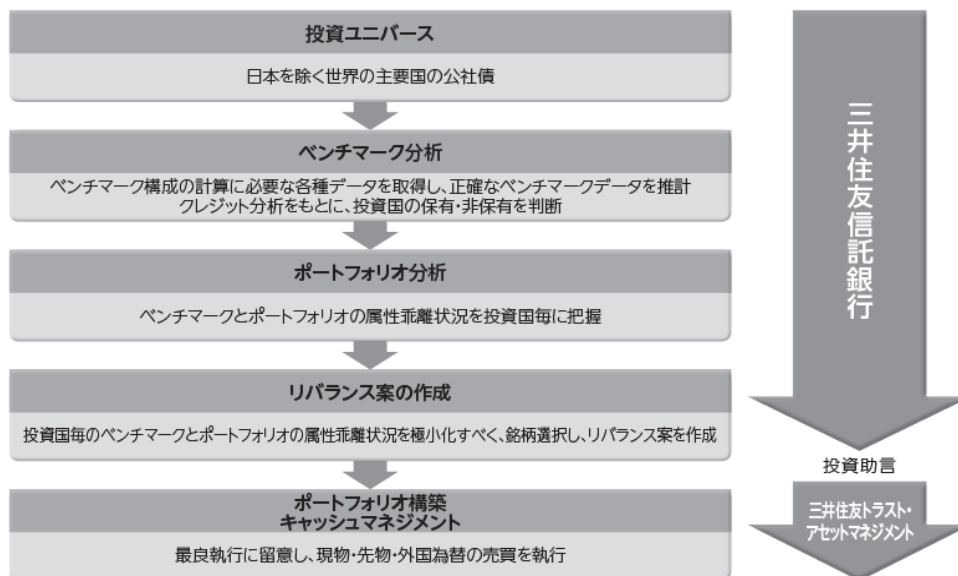 投資ユニバース
日本を除く世界の主要国の公社債
ベンチマーク分析
ベンチマーク構成の計算に必要な各種データを取得し、正確なベンチマークデータを推計
クレジット分析をもとに、投資国の保有・非保有を判断
ポートフォリオ分析
ベンチマークとポートフォリオの属性乖離状況を投資国毎に把握
リバランス案の作成
投資国毎のベンチマークとポートフォリオの属性乖離状況を極小化すべく、銘柄選択し、リバランス案を作成
ポートフォリオ構築
キャッシュマネジメント
最良執行に留意し、現物・先物・外国為替の売買を執行
三井住友信託銀行
投資助言
三井住友トラスト・
アセットマネジメント